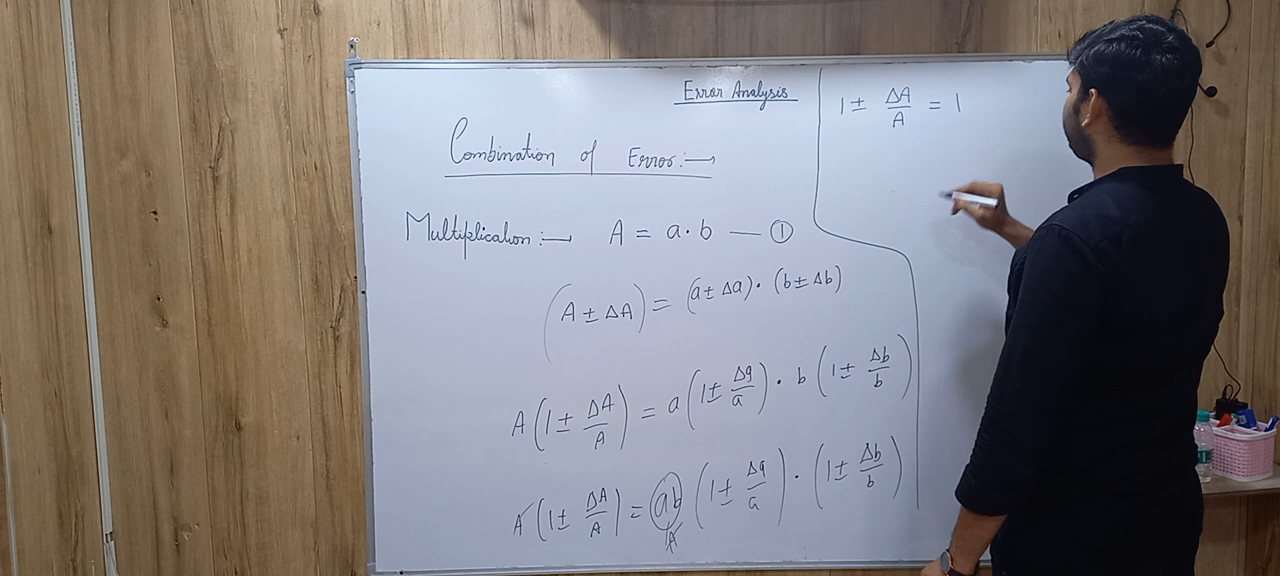 Error Analysis
Combination of Error :→
Multiplication :→ A = a · b — ①
(A ± ΔA) = (a ± Δa) · (b ± Δb)
A (1 ± ΔA/A) = a (1 ± Δa/a) · b (1 ± Δb/b)
A (1 ± ΔA/A) = ab (1 ± Δa/a) · (1 ± Δb/b)
A
1 ± ΔA/A = 1